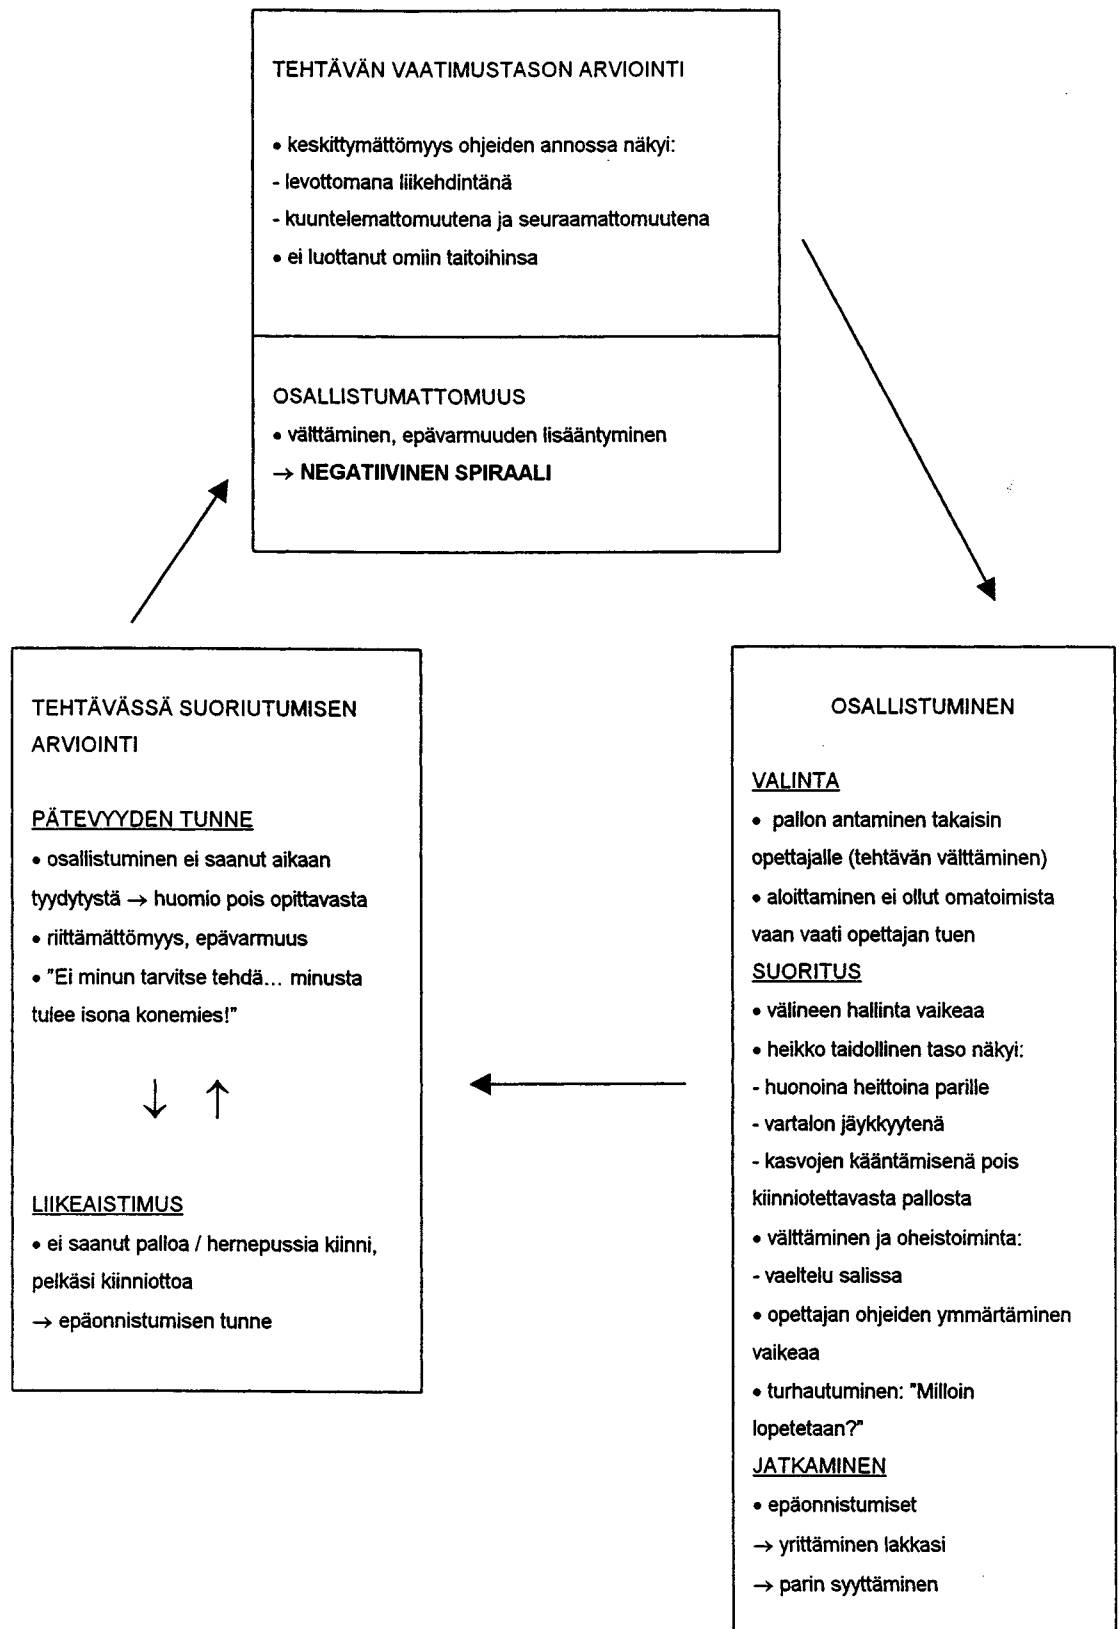 TEHTÄVÄN VAATIMUSTASON ARVIOINTI
• keskittymättömyys ohjeiden annossa näkyi:
- levottomana liikehdintänä
- kuuntelemattomuutena ja seuraamattomuutena
• ei luottanut omiin taitoihinsa
OSALLISTUMATTOMUUS
• välttäminen, epävarmuuden lisääntyminen
→ NEGATIIVINEN SPIRAALI
TEHTÄVÄSSÄ SUORIUTUMISEN
ARVIOINTI
PÄTEVYYDEN TUNNE
• osallistuminen ei saanut aikaan
tyydytystä → huomio pois opittavasta
• riittämättömyys, epävarmuus
• "Ei minun tarvitse tehdä... minusta
tulee isona konemies!"
↓ ↑
LIIKEAISTIMUS
• ei saanut palloa / hernepussia kiinni,
pelkäsi kiinniottoa
→ epäonnistumisen tunne
OSALLISTUMINEN
VALINTA
• pallon antaminen takaisin
opettajalle (tehtävän välttäminen)
• aloittaminen ei ollut omatoimista
vaan vaati opettajan tuen
SUORITUS
• välineen hallinta vaikeaa
• heikko taidollinen taso näkyi:
- huonoina heittoina parille
- vartalon jäykkyytenä
- kasvojen kääntämisenä pois
kiinniotettavasta pallosta
• välttäminen ja oheistoiminta:
- vaeltelu salissa
• opettajan ohjeiden ymmärtäminen
vaikeaa
• turhautuminen: "Milloin
lopetetaan?"
JATKAMINEN
• epäonnistumiset
→ yrittäminen lakkasi
→ parin syyttäminen